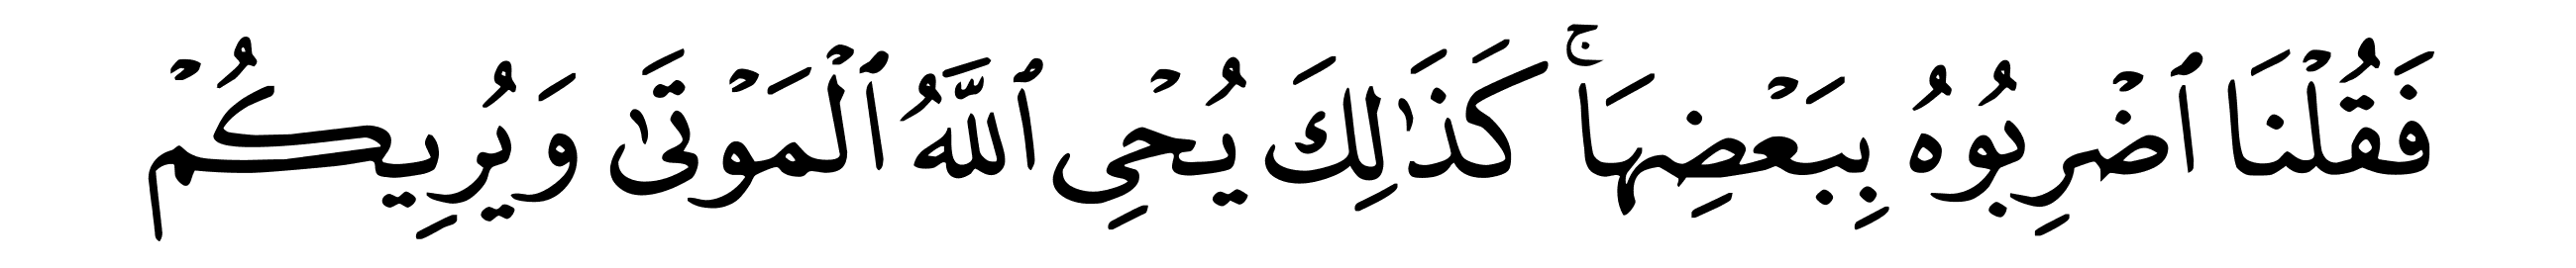 فَقُلْنَا ٱضْرِبُوهُ بِبَعْضِهَاۚ كَذَٰلِكَ يُحْىِ ٱللَّهُ ٱلْمَوْتَىٰ وَيُرِيكُمْ